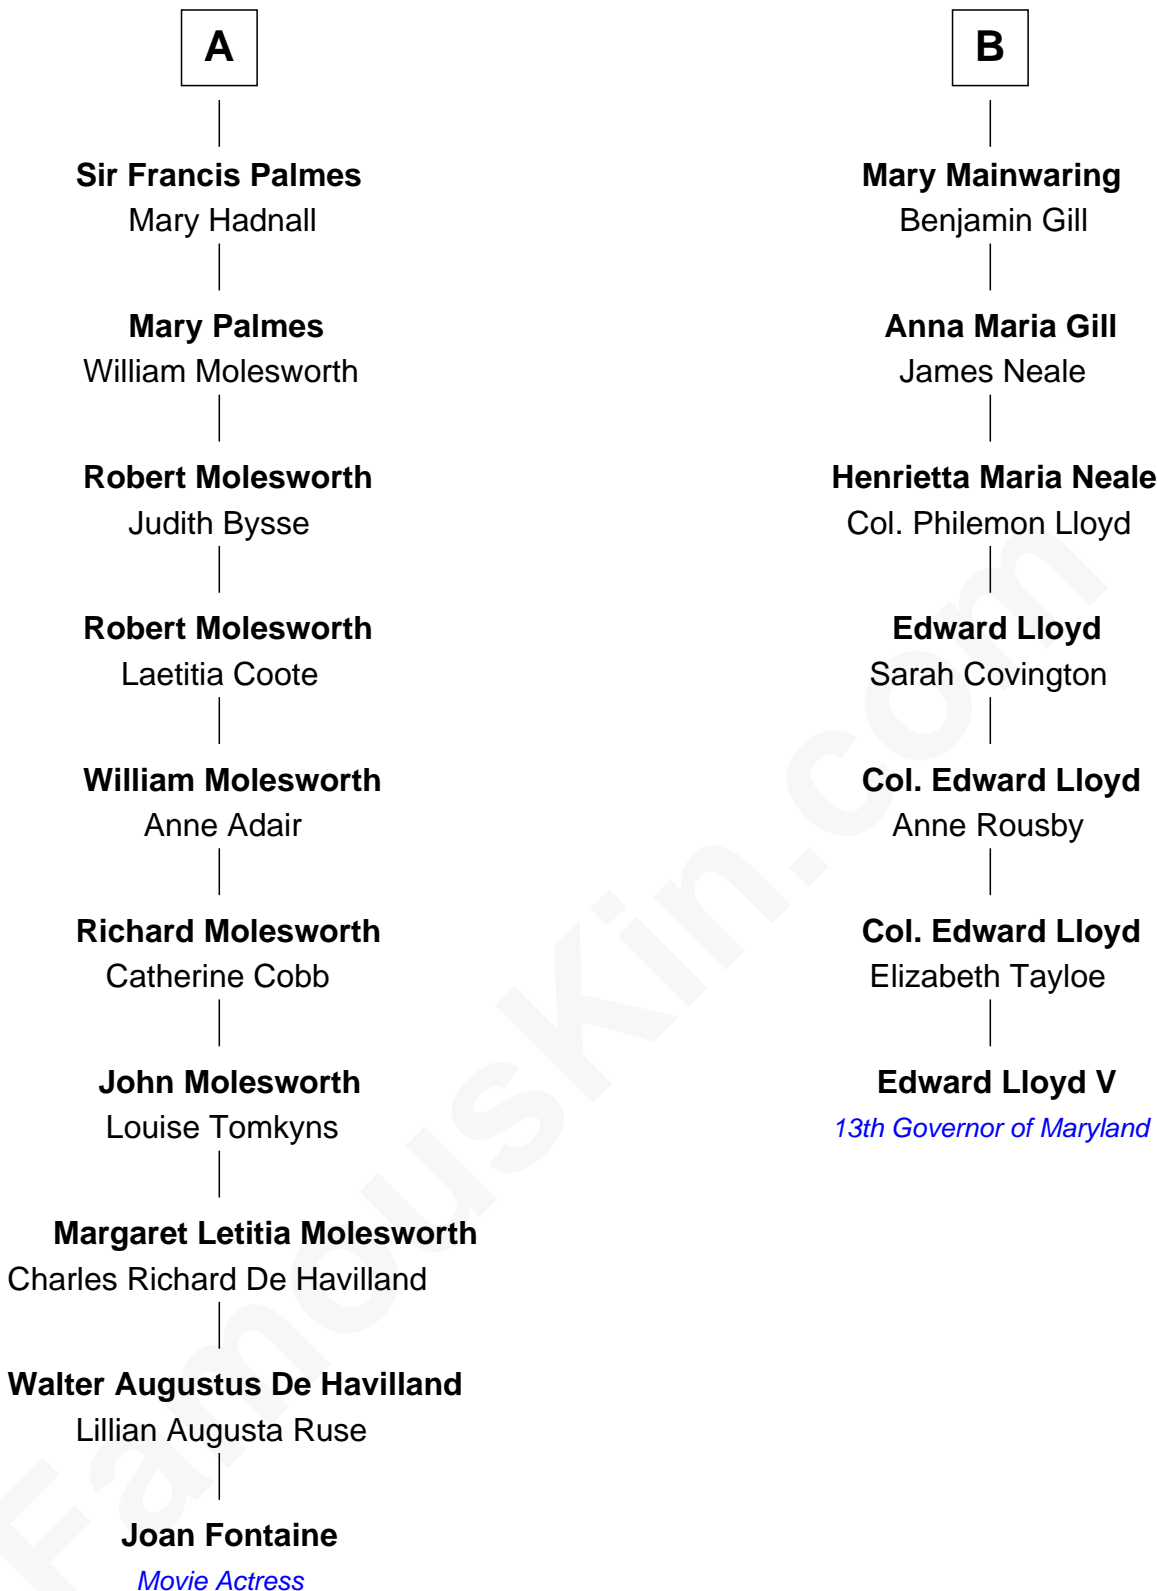 A
Sir Francis Palmes
Mary Hadnall
Mary Palmes
William Molesworth
Robert Molesworth
Judith Bysse
Robert Molesworth
Laetitia Coote
William Molesworth
Anne Adair
Richard Molesworth
Catherine Cobb
John Molesworth
Louise Tomkyns
Margaret Letitia Molesworth
Charles Richard De Havilland
Walter Augustus De Havilland
Lillian Augusta Ruse
Joan Fontaine
Movie Actress
B
Mary Mainwaring
Benjamin Gill
Anna Maria Gill
James Neale
Henrietta Maria Neale
Col. Philemon Lloyd
Edward Lloyd
Sarah Covington
Col. Edward Lloyd
Anne Rousby
Col. Edward Lloyd
Elizabeth Tayloe
Edward Lloyd V
13th Governor of Maryland
FamousKin.com